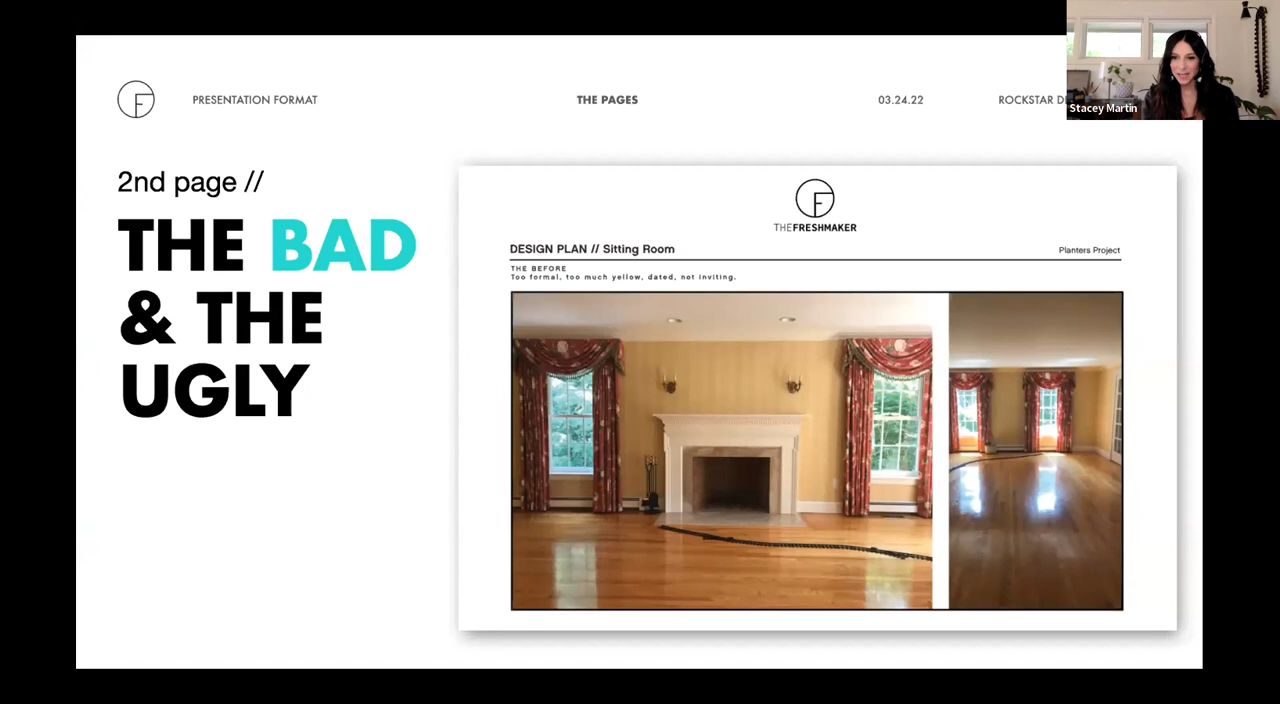 PRESENTATION FORMAT
THE PAGES
03.24.22
ROCKSTAR
Stacey Martin
2nd page //
THE BAD
& THE
UGLY
THEFRESHMAKER
DESIGN PLAN // Sitting Room
Planters Project
THE BEFORE
Too formal, too much yellow, dated, not inviting.